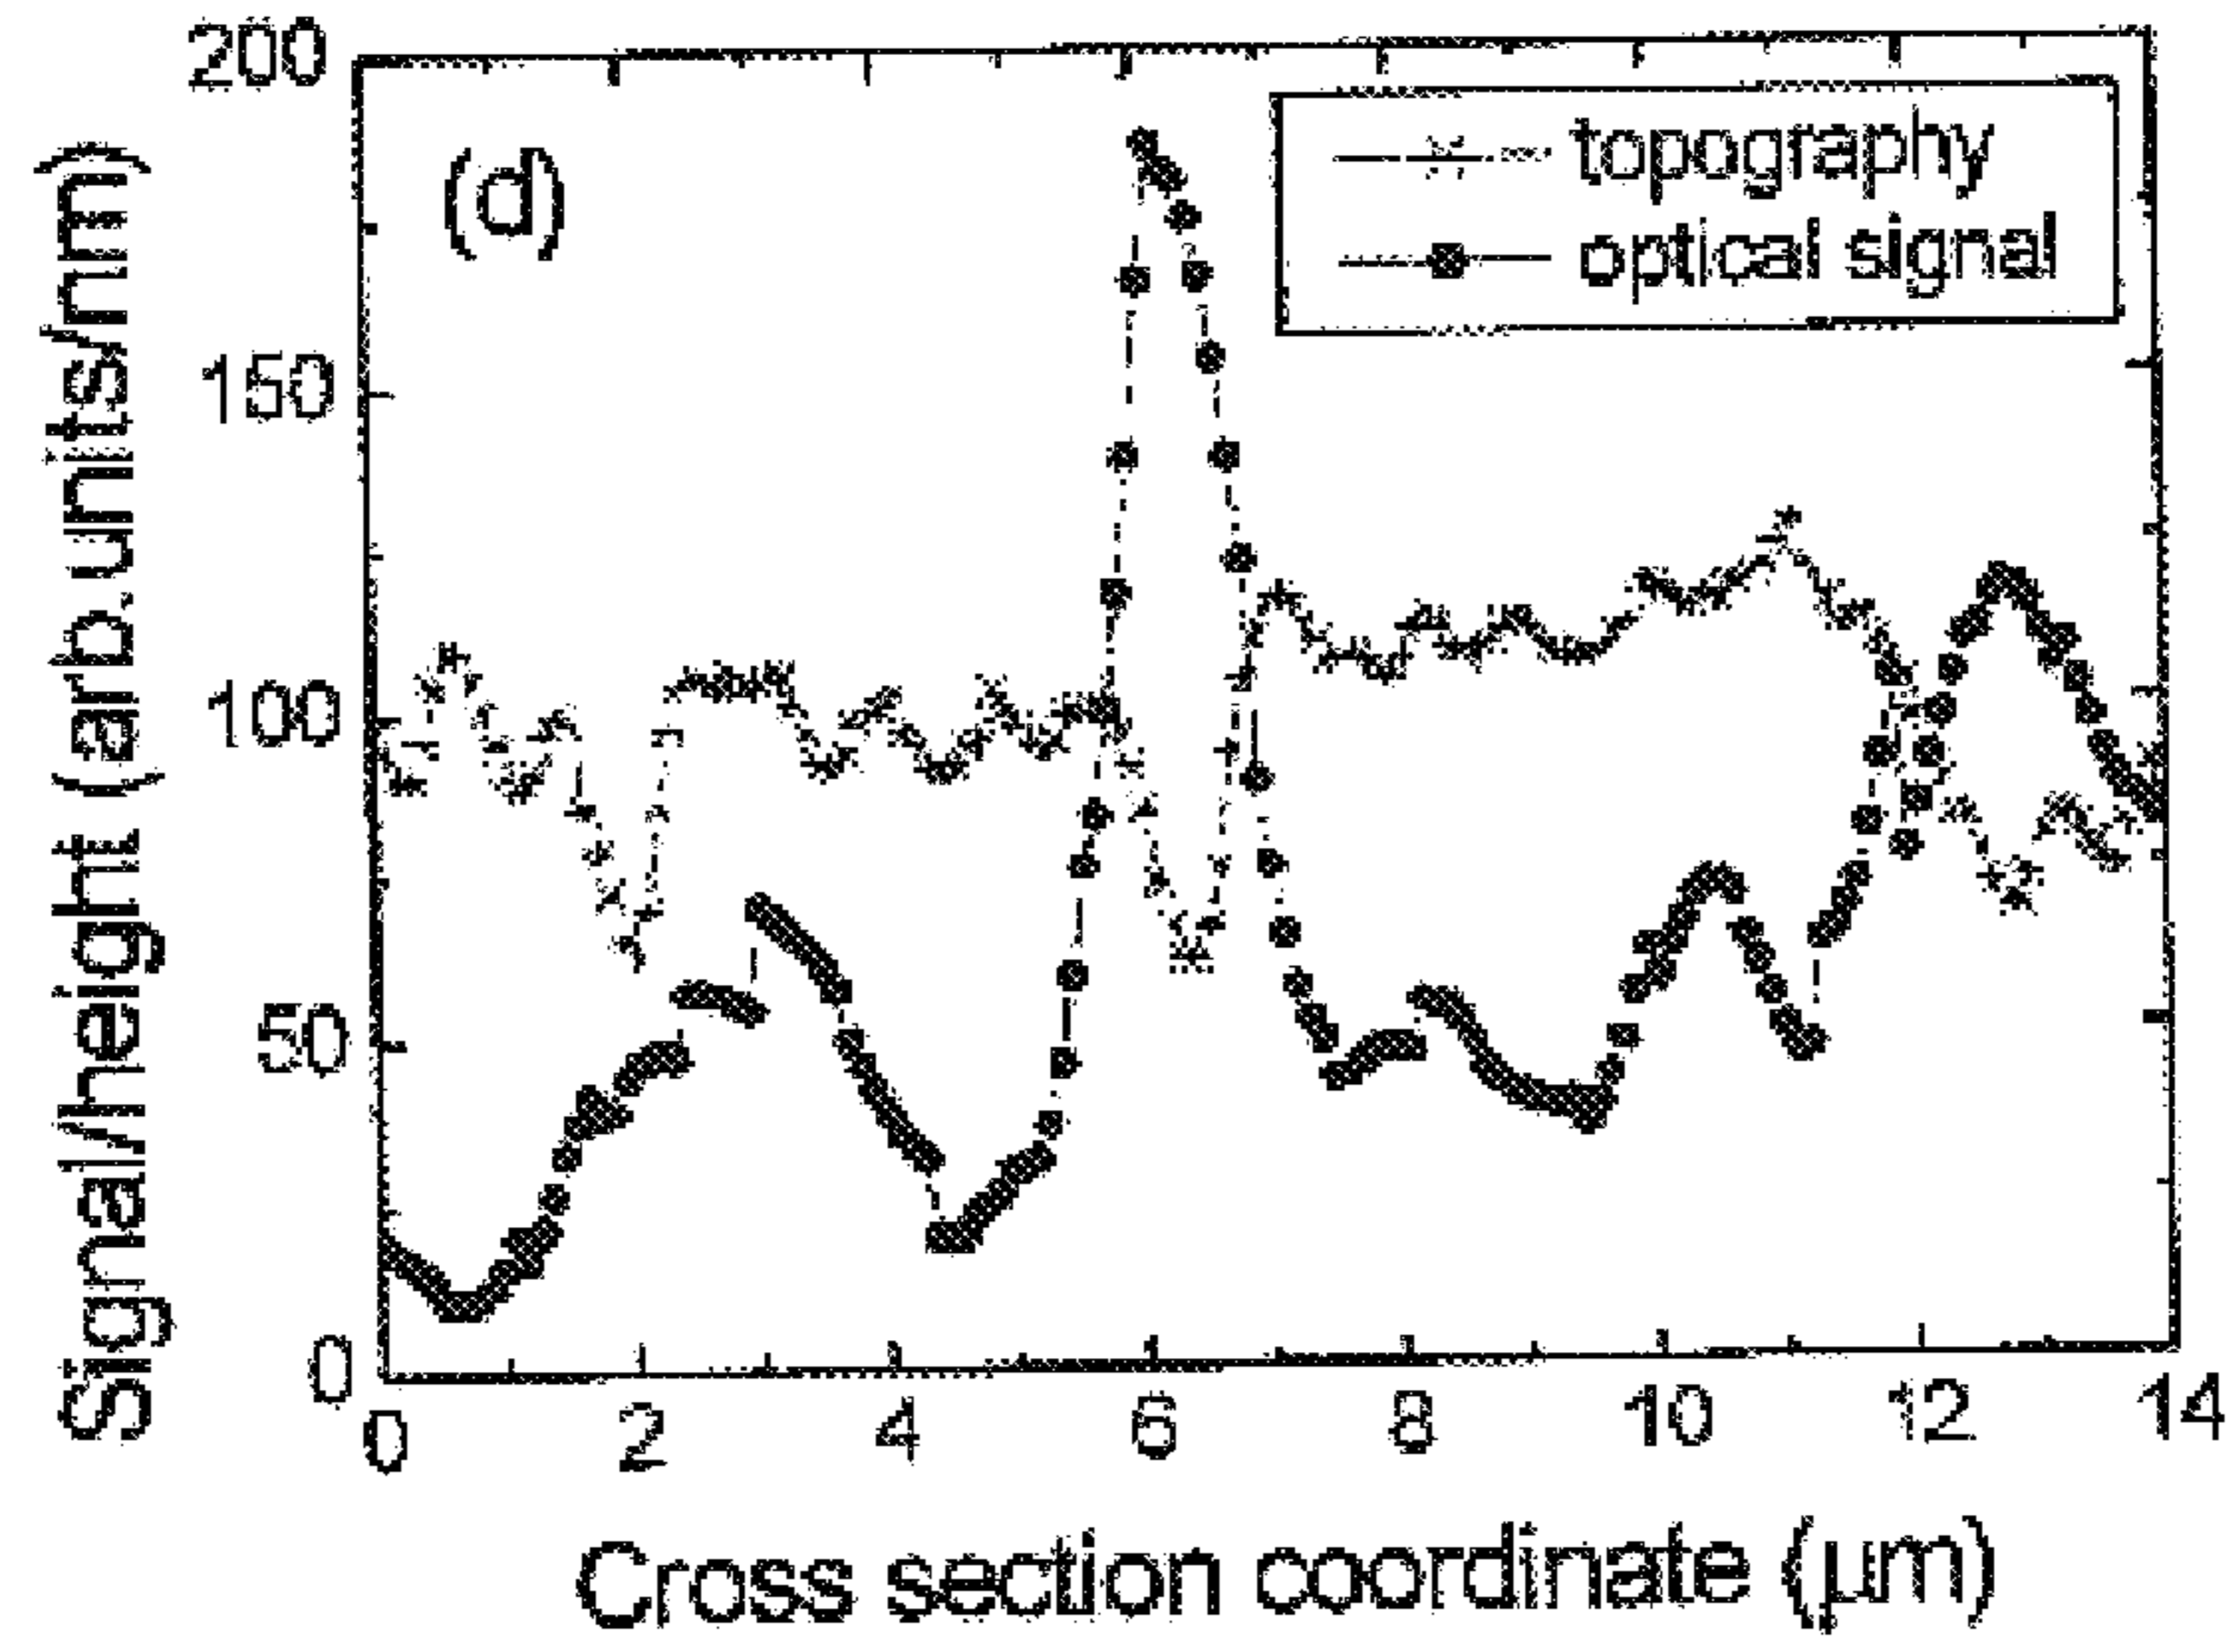 200
(d)
topography
optical signal
150
100
50
0
0 2 4 6 8 10 12 14
Cross section coordinate (μm)
Signal/height (arb.units/nm)